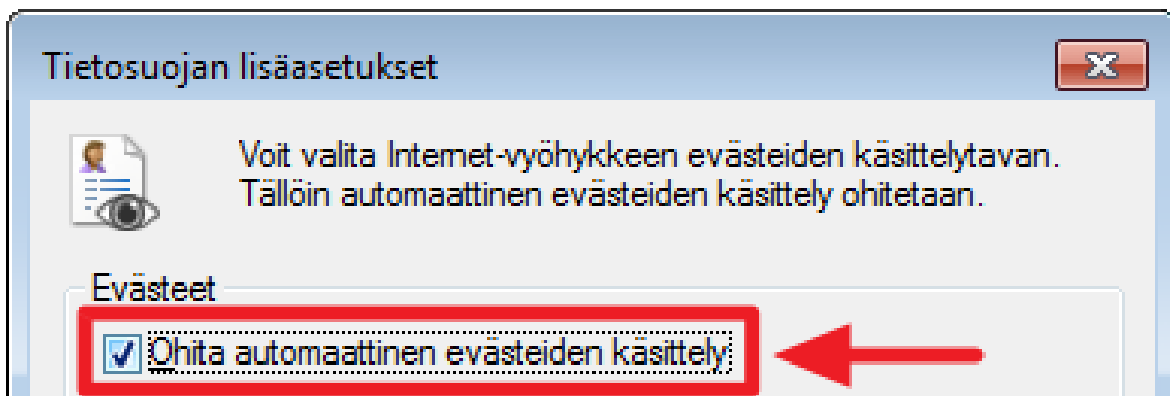 Tietosuojan lisäasetukset
Voit valita Internet-vyöhykkeen evästeiden käsittelytavan.
Tällöin automaattinen evästeiden käsittely ohitetaan.
Evästeet
Ohita automaattinen evästeiden käsittely